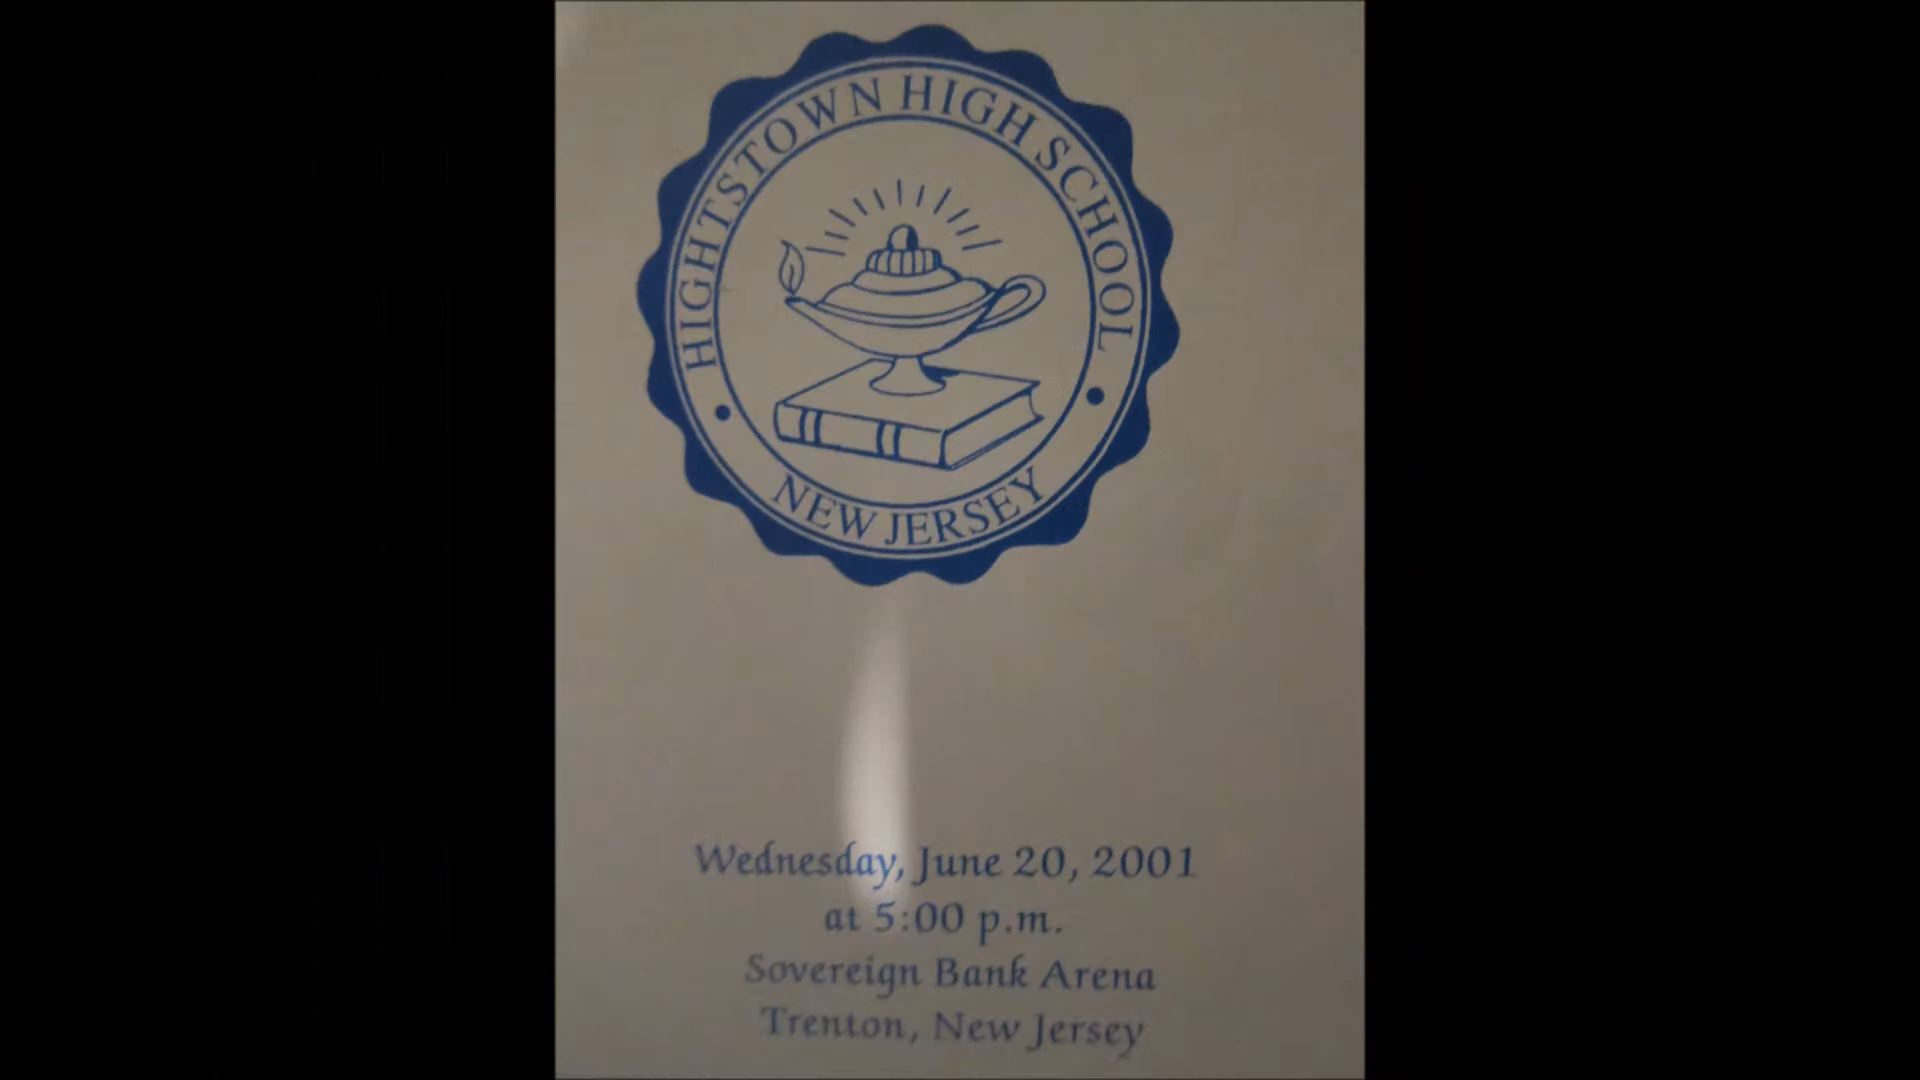 HIGHTSTOWN HIGH SCHOOL
NEW JERSEY
Wednesday, June 20, 2001
at 5:00 p.m.
Sovereign Bank Arena
Trenton, New Jersey